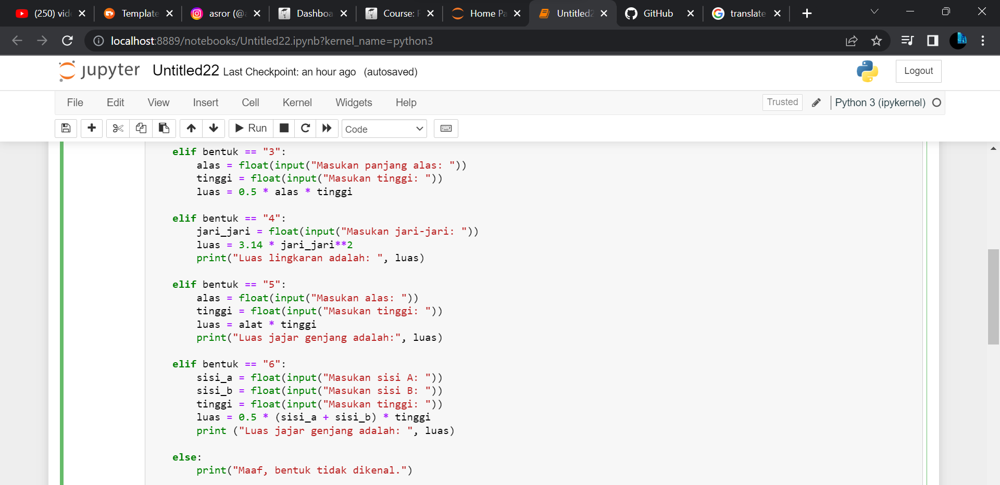 (250) vid
Template
asror (@a
Dashboa
Course: P
Home Pa
Untitled2
GitHub
translate
localhost:8889/notebooks/Untitled22.ipynb?kernel_name=python3
jupyter Untitled22 Last Checkpoint: an hour ago (autosaved)
Logout
File Edit View Insert Cell Kernel Widgets Help
Trusted Python 3 (ipykernel)
Run Code
elif bentuk == "3":
    alas = float(input("Masukan panjang alas: "))
    tinggi = float(input("Masukan tinggi: "))
    luas = 0.5 * alas * tinggi
elif bentuk == "4":
    jari_jari = float(input("Masukan jari-jari: "))
    luas = 3.14 * jari_jari**2
    print("Luas lingkaran adalah: ", luas)
elif bentuk == "5":
    alas = float(input("Masukan alas: "))
    tinggi = float(input("Masukan tinggi: "))
    luas = alat * tinggi
    print("Luas jajar genjang adalah:", luas)
elif bentuk == "6":
    sisi_a = float(input("Masukan sisi A: "))
    sisi_b = float(input("Masukan sisi B: "))
    tinggi = float(input("Masukan tinggi: "))
    luas = 0.5 * (sisi_a + sisi_b) * tinggi
    print ("Luas jajar genjang adalah: ", luas)
else:
    print("Maaf, bentuk tidak dikenal.")